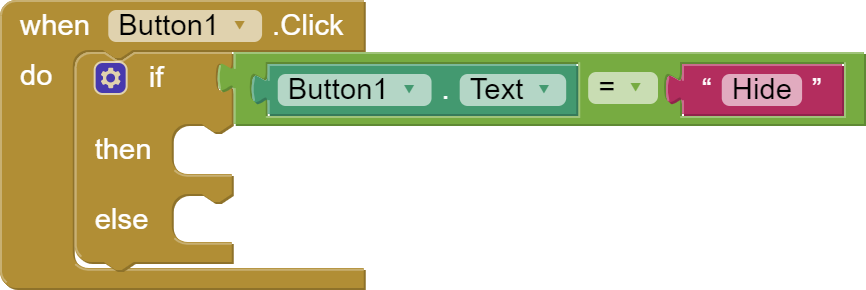 when Button1 .Click
do if Button1 . Text = “ Hide ”
then
else